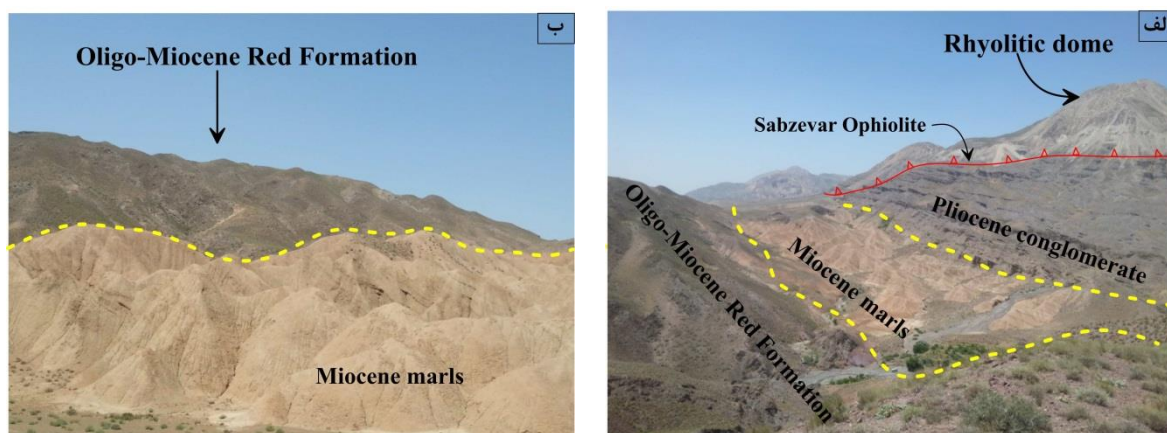 ب
Oligo-Miocene Red Formation
Miocene marls
الف
Rhyolitic dome
Sabzevar Ophiolite
Pliocene conglomerate
Miocene marls
Oligo-Miocene Red Formation